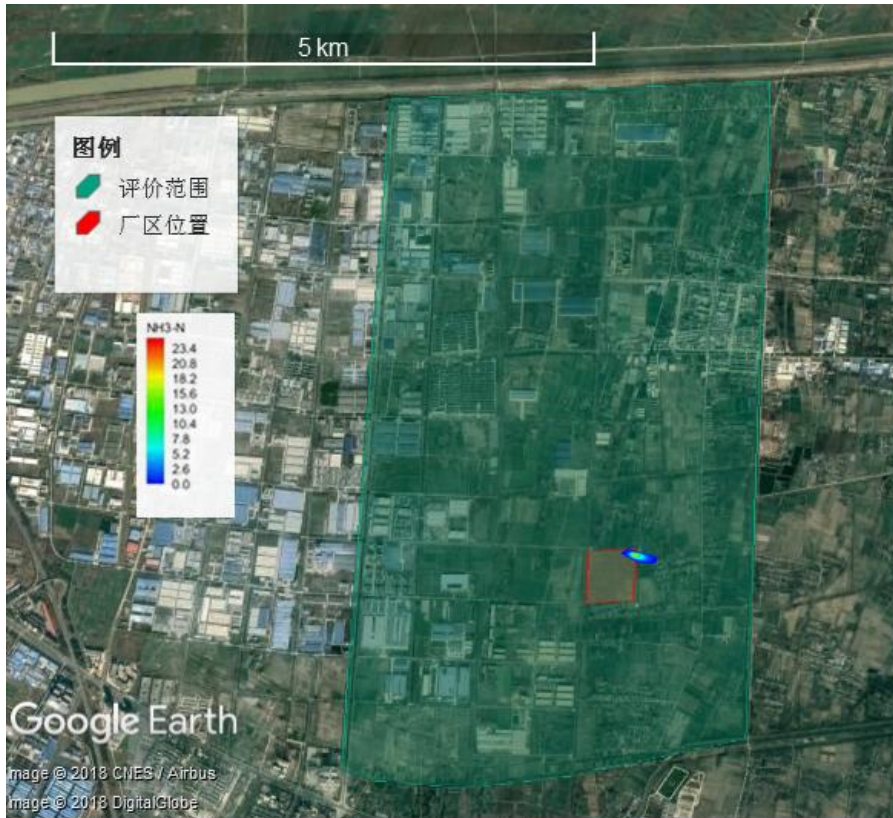 5 km
图例
评价范围
厂区位置
NH3-N
23.4
20.8
18.2
15.6
13.0
10.4
7.8
5.2
2.6
0.0
Google Earth
mage © 2018 CNES / Airbus
mage © 2018 DigitalGlobe